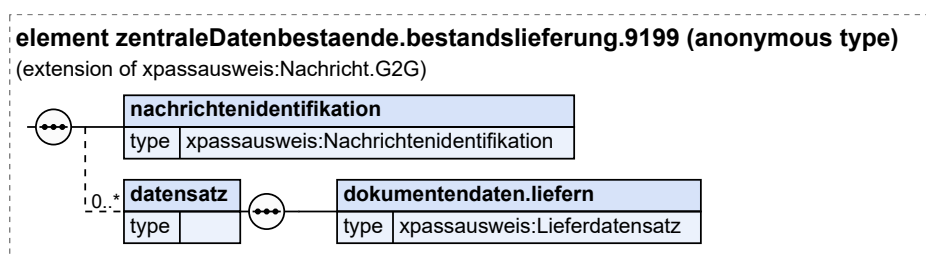 element zentraleDatenbestaende.bestandslieferung.9199 (anonymous type)
(extension of xpassausweis:Nachricht.G2G)
nachrichtenidentifikation
type xpassausweis:Nachrichtenidentifikation
0..* datensatz dokumentendaten.liefern
type type xpassausweis:Lieferdatensatz